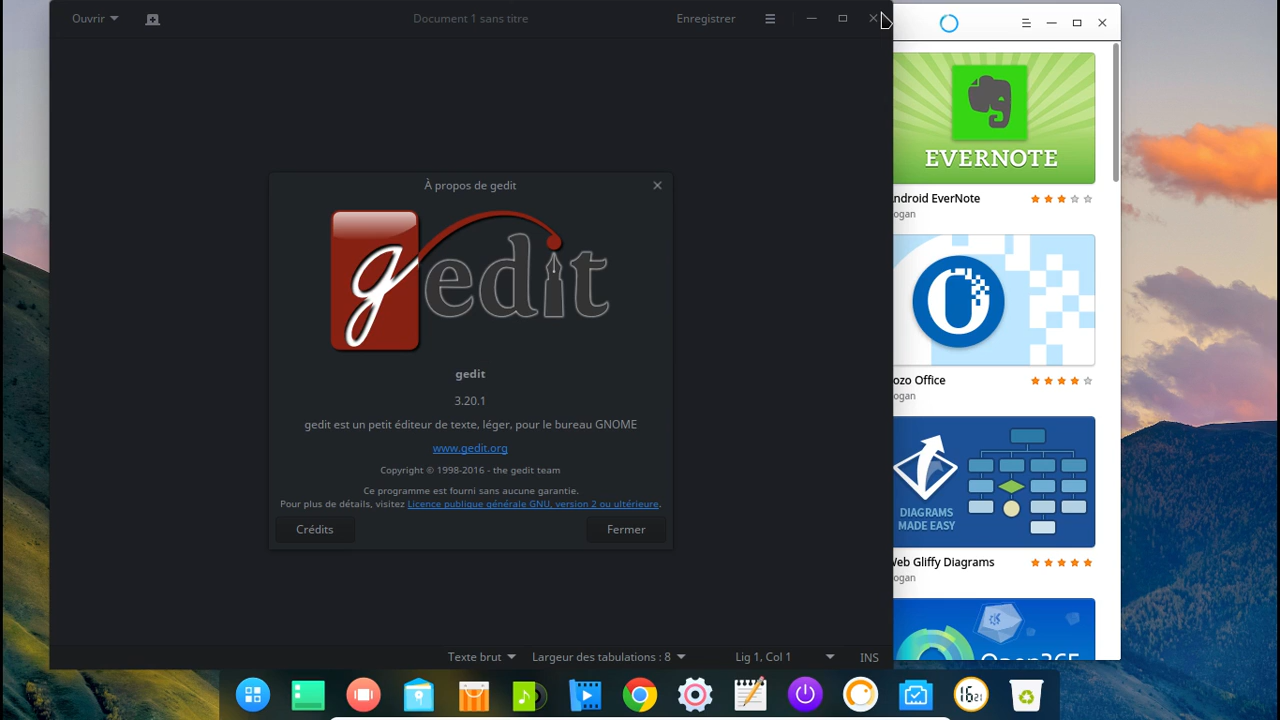 Ouvrir
Document 1 sans titre
Enregistrer
À propos de gedit
gedit
gedit
3.20.1
gedit est un petit éditeur de texte, léger, pour le bureau GNOME
www.gedit.org
Copyright © 1998-2016 - the gedit team
Ce programme est fourni sans aucune garantie.
Pour plus de détails, visitez Licence publique générale GNU, version 2 ou ultérieure.
Crédits
Fermer
Texte brut
Largeur des tabulations : 8
Lig 1, Col 1
INS
EVERNOTE
ndroid EverNote
ogan
ozo Office
ogan
DIAGRAMS
MADE EASY
Web Gliffy Diagrams
ogan
Open365
16 21